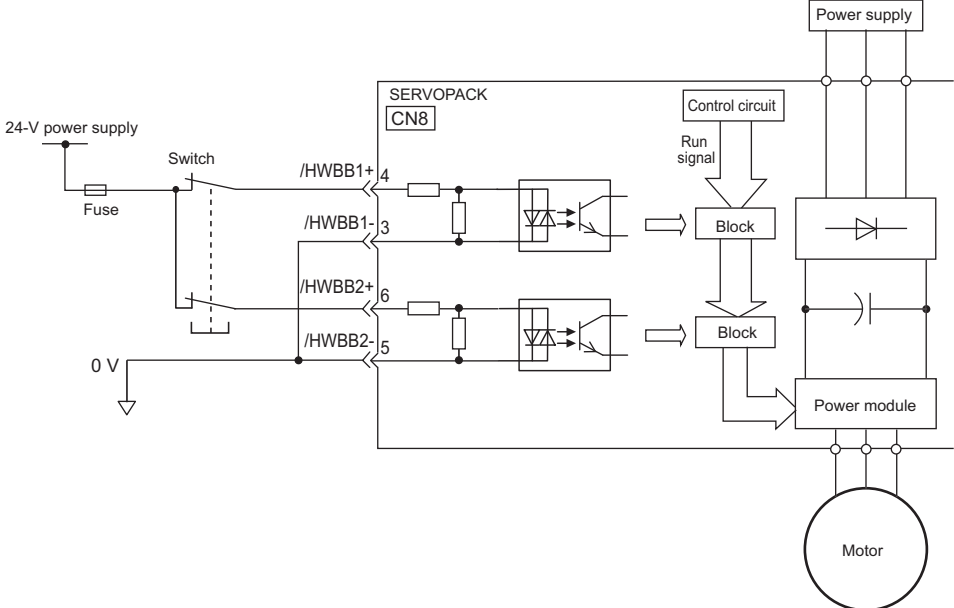 Power supply
SERVOPACK
CN8
Control circuit
24-V power supply
Run
signal
Switch
/HWBB1+
4
Fuse
/HWBB1-
3
Block
/HWBB2+
6
/HWBB2-
5
Block
0 V
Power module
Motor